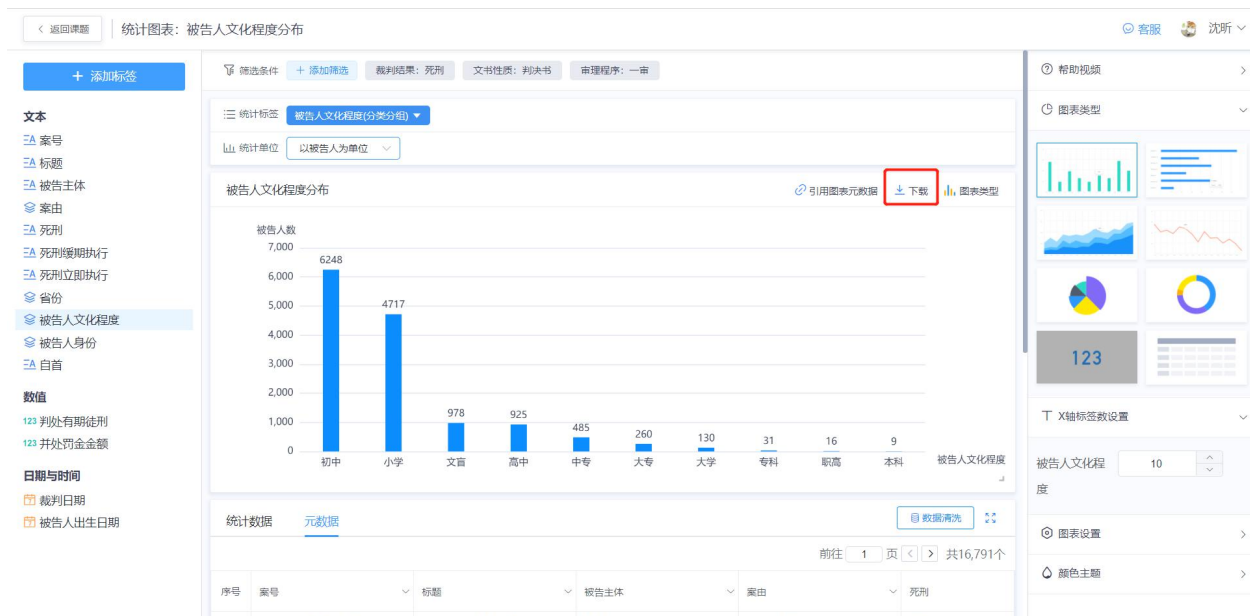 < 返回课题 统计图表：被告人文化程度分布 客服 沈昕
+ 添加标签
文本
案号
标题
被告主体
案由
死刑
死刑缓期执行
死刑立即执行
省份
被告人文化程度
被告人身份
自首
数值
123 判处有期徒刑
123 并处罚金金额
日期与时间
裁判日期
被告人出生日期
筛选条件 + 添加筛选 裁判结果：死刑 文书性质：判决书 审理程序：一审
统计标签 被告人文化程度(分类分组)
统计单位 以被告人为单位
被告人文化程度分布 引用图表元数据 下载 图表类型
被告人数
7,000
6,000
5,000
4,000
3,000
2,000
1,000
0
6248 4717 978 925 485 260 130 31 16 9
初中 小学 文盲 高中 中专 大专 大学 专科 职高 本科 被告人文化程度
统计数据 元数据 数据清洗
前往 1 页 < > 共16,791个
序号 案号 标题 被告主体 案由 死刑
帮助视频
图表类型
123
X轴标签数设置
被告人文化程 10
度
图表设置
颜色主题